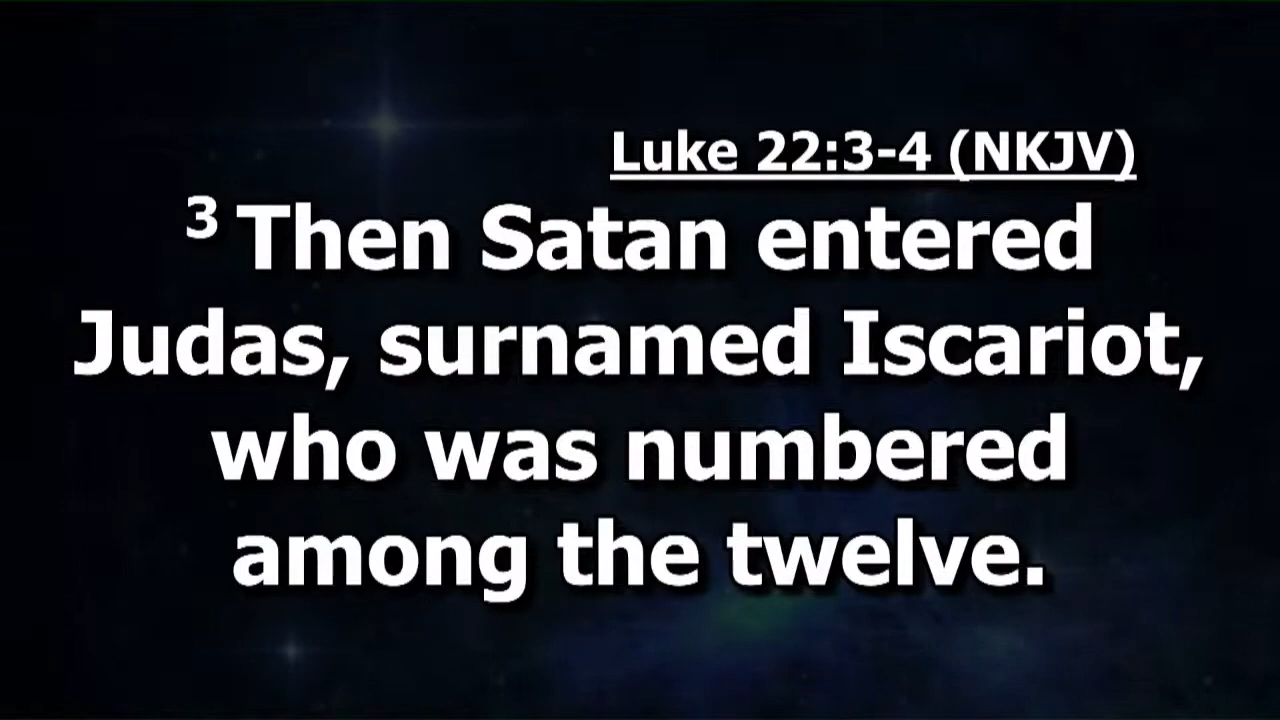 Luke 22:3-4 (NKJV)
3 Then Satan entered
Judas, surnamed Iscariot,
who was numbered
among the twelve.